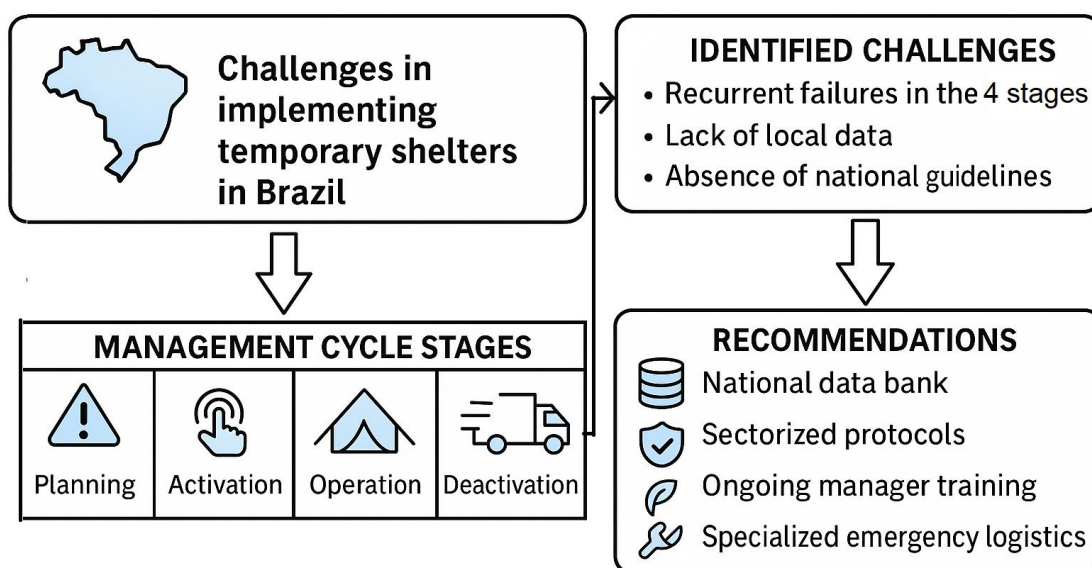 Challenges in
implementing
temporary shelters
in Brazil
MANAGEMENT CYCLE STAGES
Planning
Activation
Operation
Deactivation
IDENTIFIED CHALLENGES
• Recurrent failures in the 4 stages
• Lack of local data
• Absence of national guidelines
RECOMMENDATIONS
National data bank
Sectorized protocols
Ongoing manager training
Specialized emergency logistics